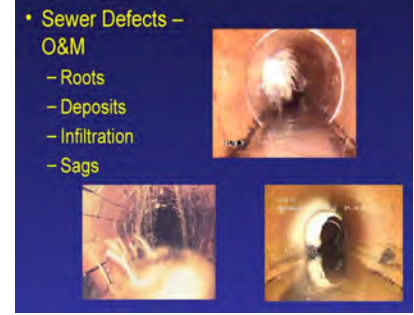 • Sewer Defects –
O&M
– Roots
– Deposits
– Infiltration
– Sags